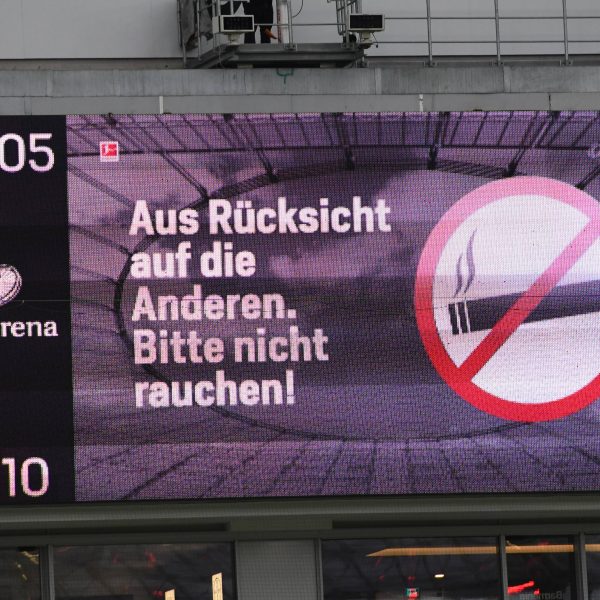 05
Aus Rücksicht
auf die
Anderen.
Bitte nicht
rauchen!
rena
10